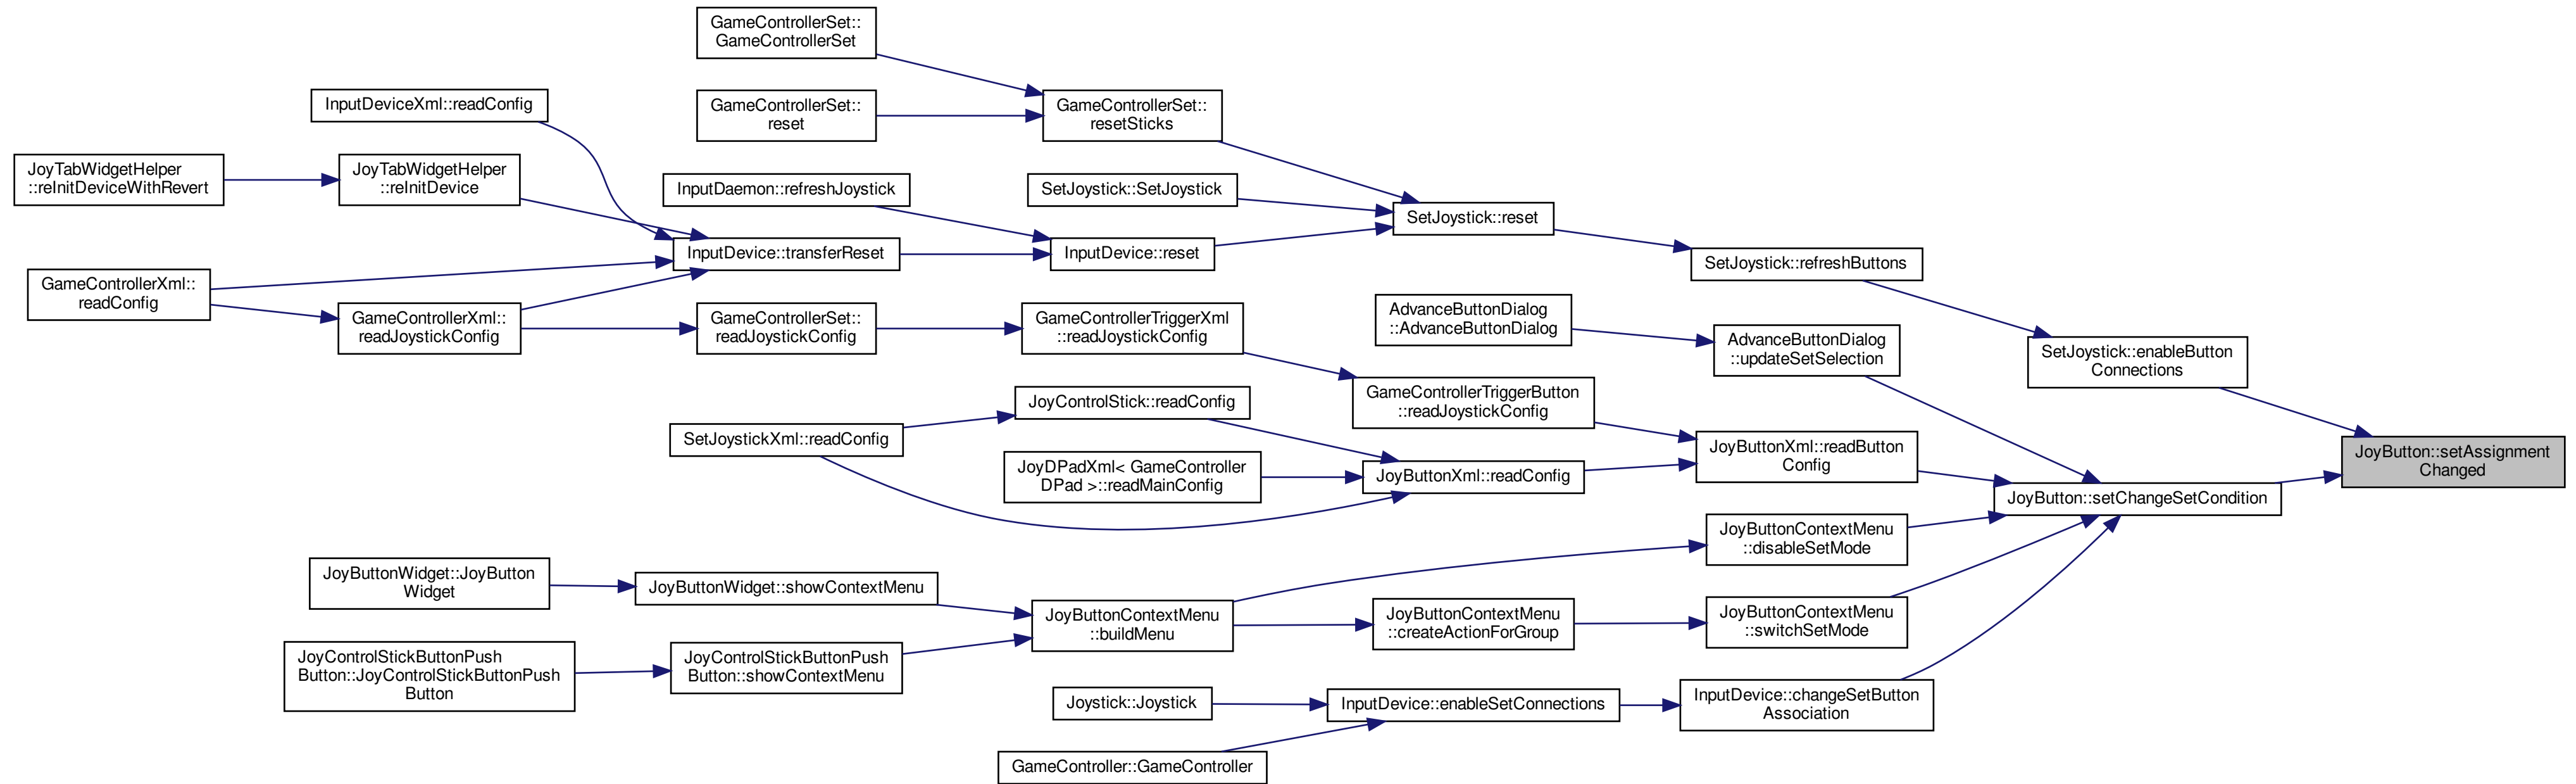 GameControllerSet::
GameControllerSet
InputDeviceXml::readConfig
GameControllerSet::
reset
GameControllerSet::
resetSticks
JoyTabWidgetHelper
::reInitDeviceWithRevert
JoyTabWidgetHelper
::reInitDevice
InputDaemon::refreshJoystick
SetJoystick::SetJoystick
SetJoystick::reset
InputDevice::transferReset
InputDevice::reset
SetJoystick::refreshButtons
GameControllerXml::
readConfig
GameControllerXml::
readJoystickConfig
GameControllerSet::
readJoystickConfig
GameControllerTriggerXml
::readJoystickConfig
AdvanceButtonDialog
::AdvanceButtonDialog
AdvanceButtonDialog
::updateSetSelection
SetJoystick::enableButton
Connections
JoyControlStick::readConfig
GameControllerTriggerButton
::readJoystickConfig
SetJoystickXml::readConfig
JoyButtonXml::readButton
Config
JoyButton::setAssignment
Changed
JoyDPadXml< GameController
DPad >::readMainConfig
JoyButtonXml::readConfig
JoyButton::setChangeSetCondition
JoyButtonContextMenu
::disableSetMode
JoyButtonWidget::JoyButton
Widget
JoyButtonWidget::showContextMenu
JoyButtonContextMenu
::buildMenu
JoyButtonContextMenu
::createActionForGroup
JoyButtonContextMenu
::switchSetMode
JoyControlStickButtonPush
Button::JoyControlStickButtonPush
Button
JoyControlStickButtonPush
Button::showContextMenu
Joystick::Joystick
InputDevice::enableSetConnections
InputDevice::changeSetButton
Association
GameController::GameController